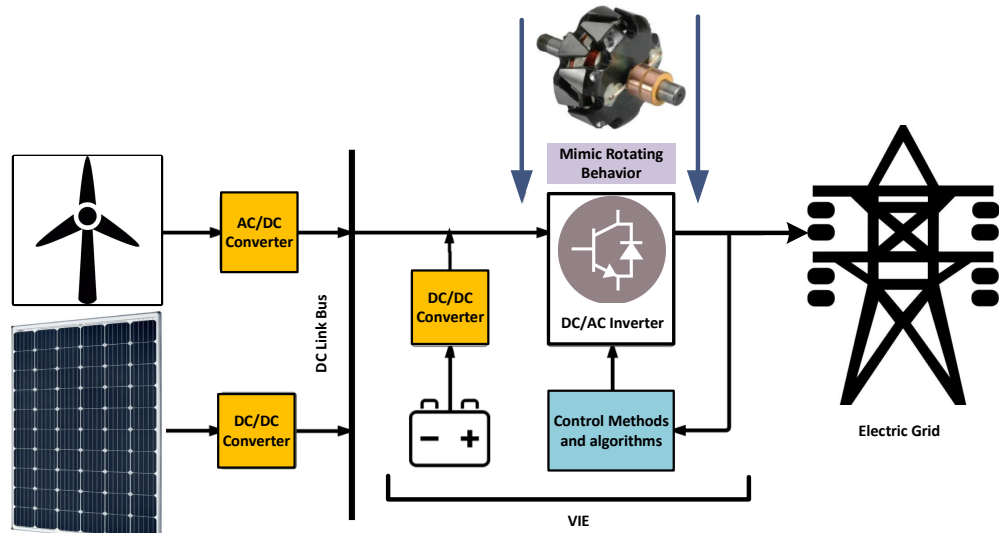 Mimic Rotating
Behavior
AC/DC
Converter
DC Link Bus
DC/DC
Converter
DC/AC Inverter
DC/DC
Converter
Control Methods
and algorithms
Electric Grid
VIE